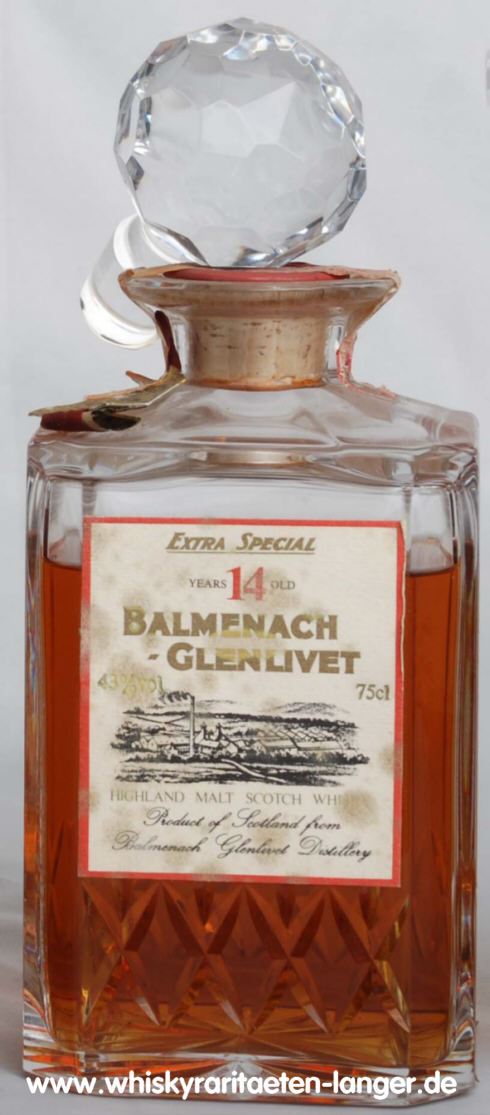 EXTRA SPECIAL
YEARS 14 OLD
BALMENACH
-GLENLIVET
43%vol 75cl
HIGHLAND MALT SCOTCH WHISKY
Product of Scotland from
Balmenach Glenlivet Distillery
www.whiskyraritaeten-langer.de